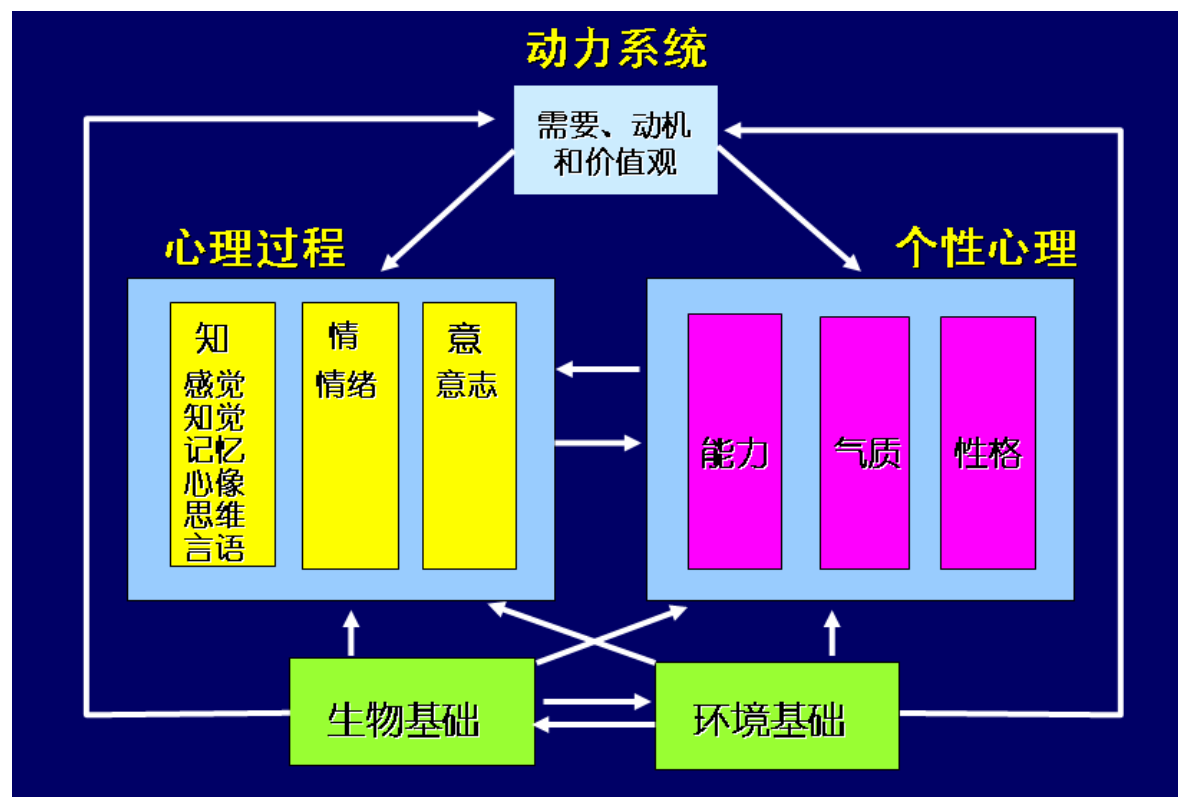 动力系统
需要、动机
和价值观
心理过程
个性心理
知
感觉
知觉
记忆
心像
思维
言语
情
情绪
意
意志
能力
气质
性格
生物基础
环境基础